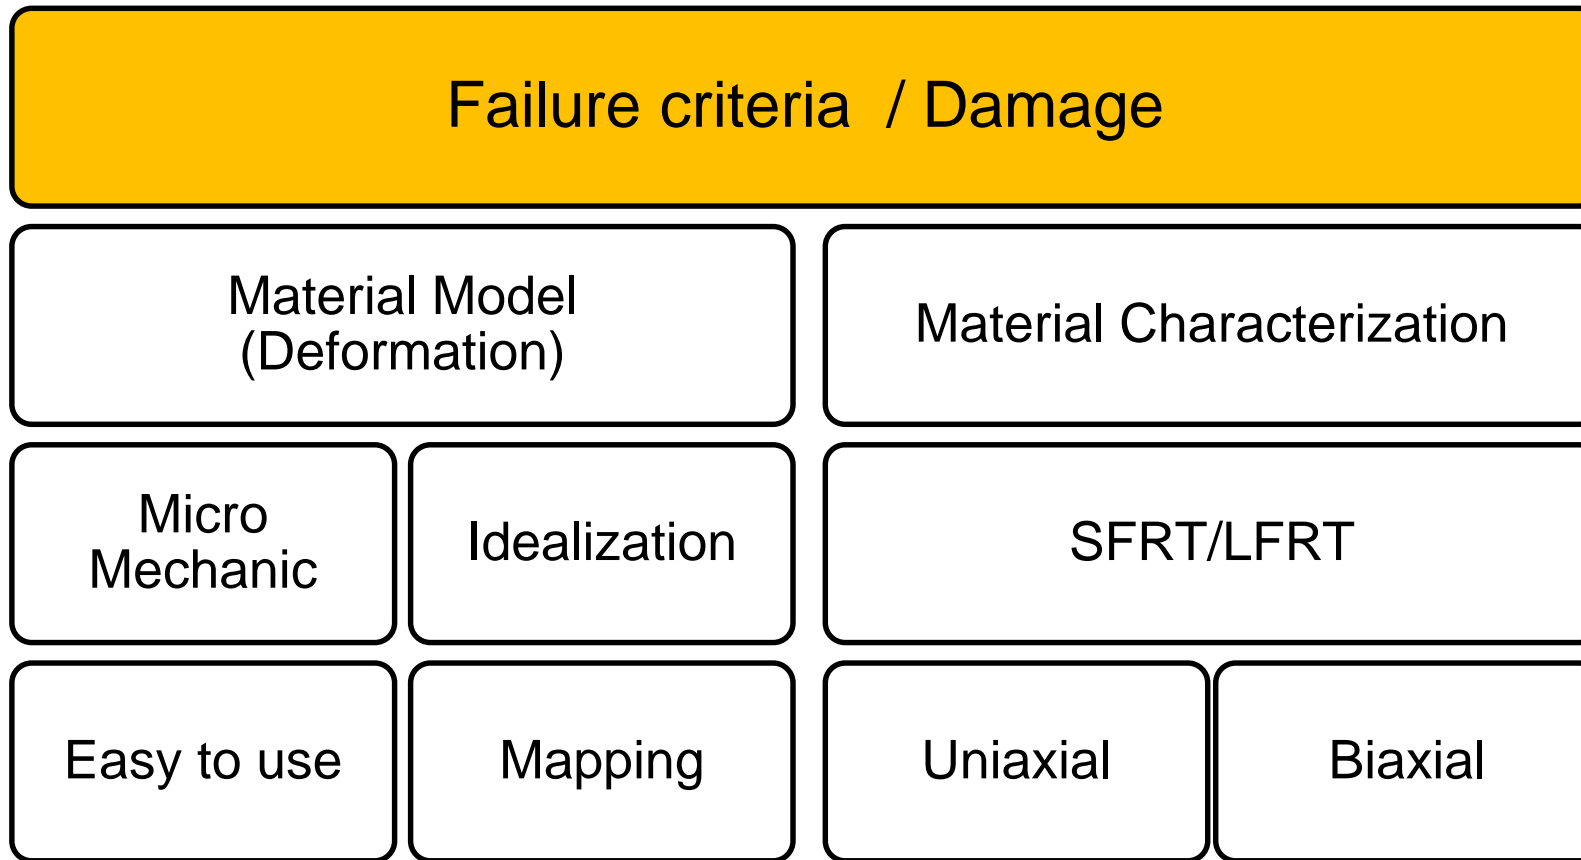 Failure criteria / Damage
Material Model
(Deformation)
Material Characterization
Micro
Mechanic
Idealization
SFRT/LFRT
Easy to use
Mapping
Uniaxial
Biaxial